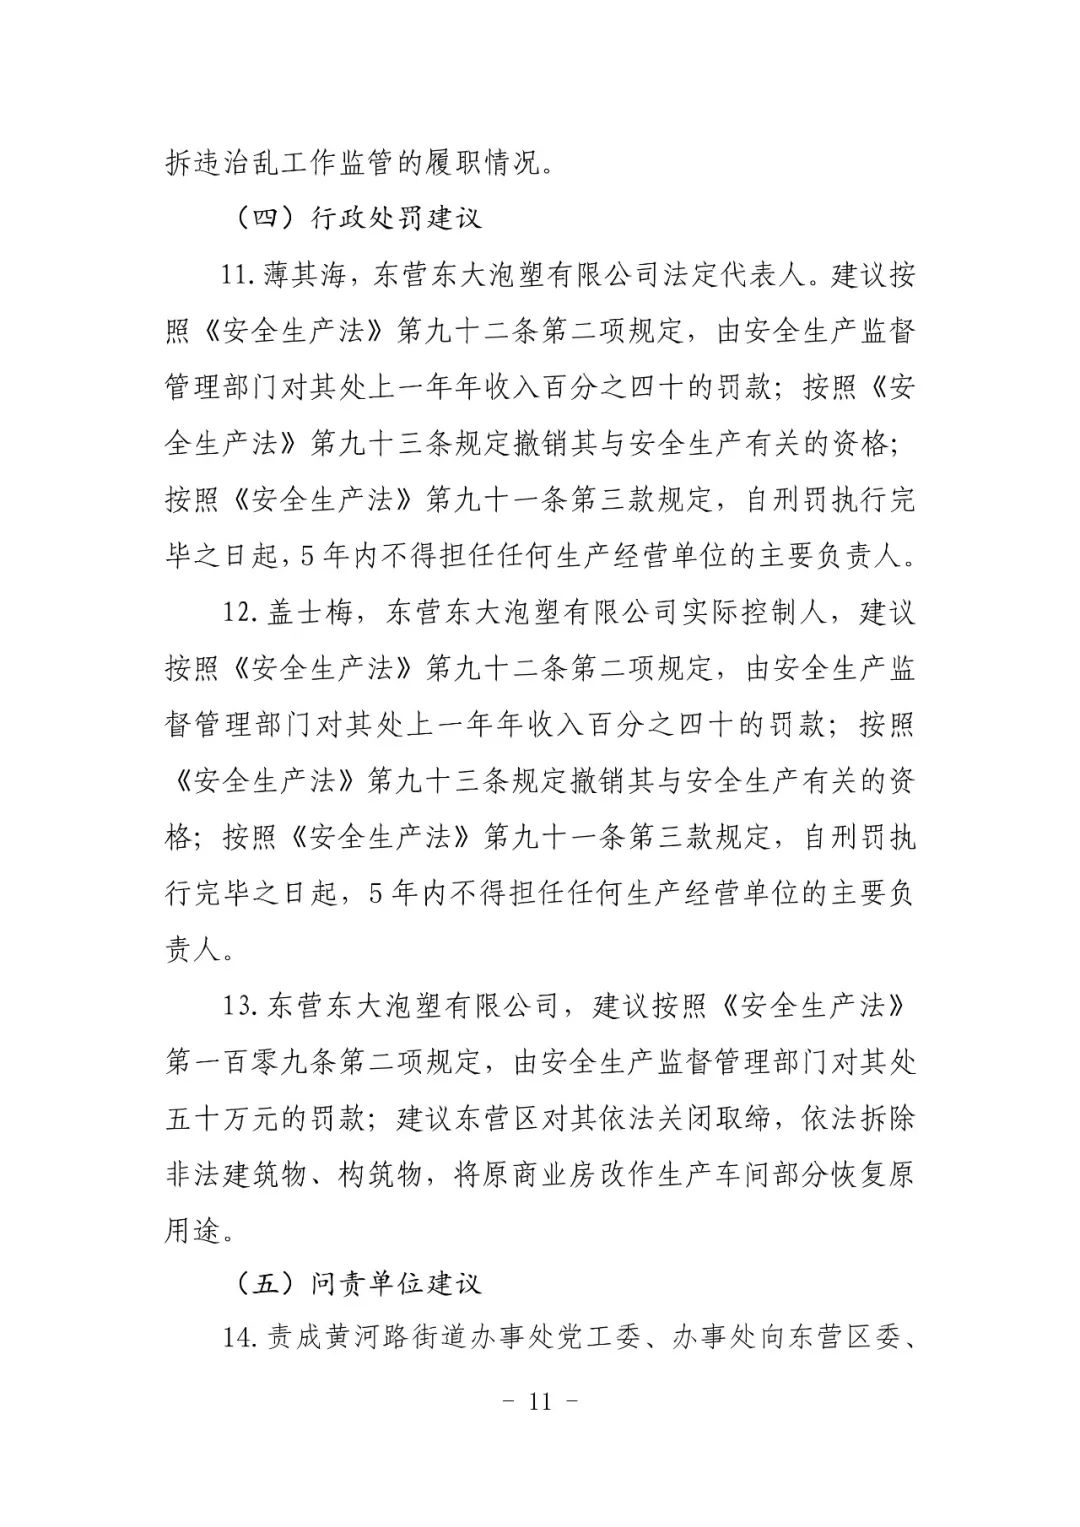 拆违治乱工作监管的履职情况。
（四）行政处罚建议
11. 薄其海，东营东大泡塑有限公司法定代表人。建议按
照《安全生产法》第九十二条第二项规定，由安全生产监督
管理部门对其处上一年年收入百分之四十的罚款；按照《安
全生产法》第九十三条规定撤销其与安全生产有关的资格；
按照《安全生产法》第九十一条第三款规定，自刑罚执行完
毕之日起，5 年内不得担任任何生产经营单位的主要负责人。
12. 盖士梅，东营东大泡塑有限公司实际控制人，建议
按照《安全生产法》第九十二条第二项规定，由安全生产监
督管理部门对其处上一年年收入百分之四十的罚款；按照
《安全生产法》第九十三条规定撤销其与安全生产有关的资
格；按照《安全生产法》第九十一条第三款规定，自刑罚执
行完毕之日起，5 年内不得担任任何生产经营单位的主要负
责人。
13. 东营东大泡塑有限公司，建议按照《安全生产法》
第一百零九条第二项规定，由安全生产监督管理部门对其处
五十万元的罚款；建议东营区对其依法关闭取缔，依法拆除
非法建筑物、构筑物，将原商业房改作生产车间部分恢复原
用途。
（五）问责单位建议
14. 责成黄河路街道办事处党工委、办事处向东营区委、
- 11 -